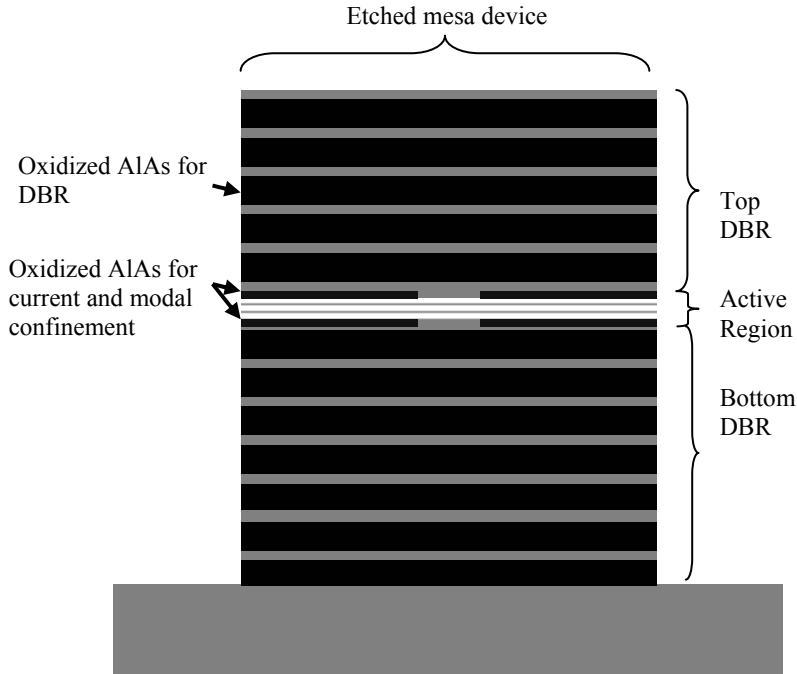 Etched mesa device
Oxidized AlAs for
DBR
Oxidized AlAs for
current and modal
confinement
Top
DBR
Active
Region
Bottom
DBR